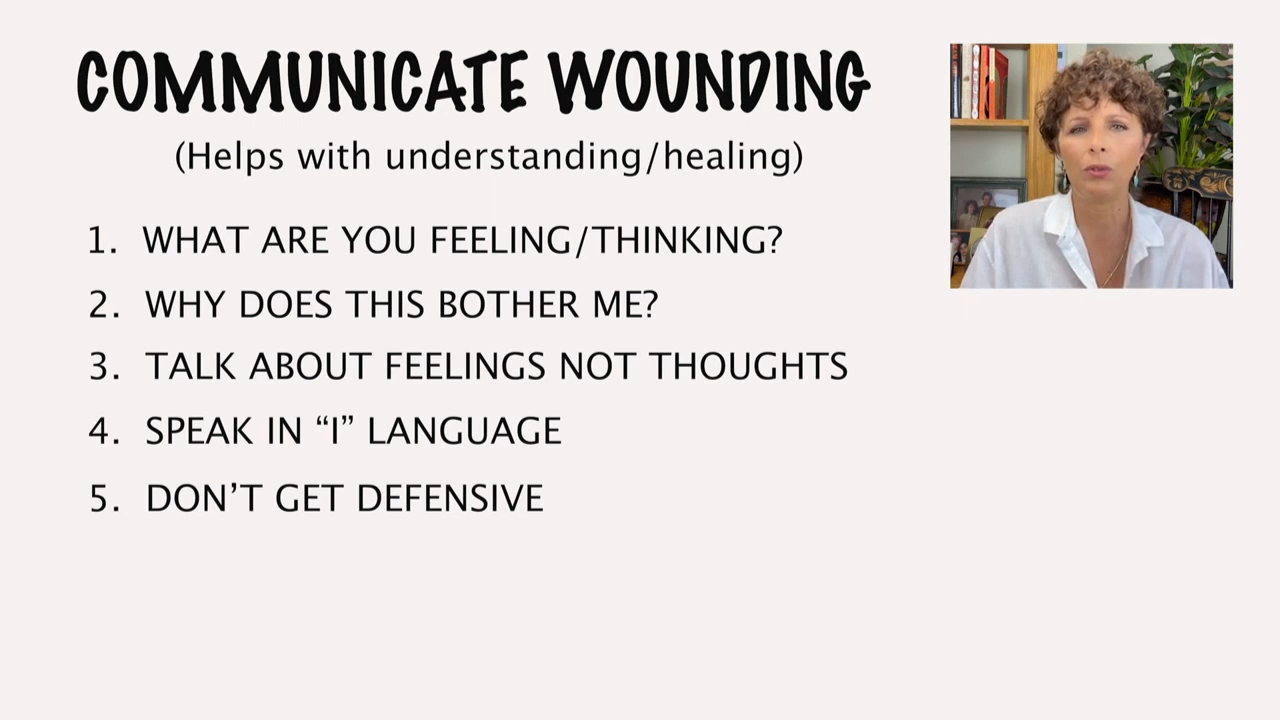 COMMUNICATE WOUNDING
(Helps with understanding/healing)
1. WHAT ARE YOU FEELING/THINKING?
2. WHY DOES THIS BOTHER ME?
3. TALK ABOUT FEELINGS NOT THOUGHTS
4. SPEAK IN “I” LANGUAGE
5. DON’T GET DEFENSIVE